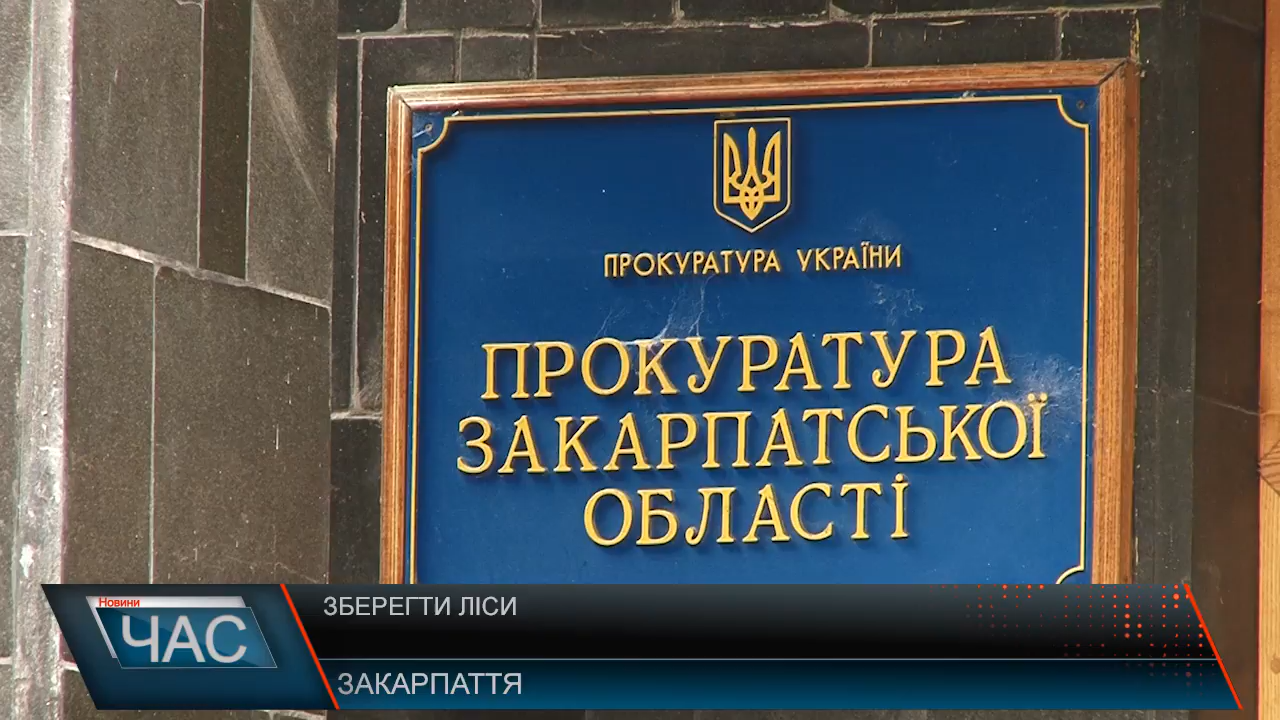 ПРОКУРАТУРА УКРАЇНИ
ПРОКУРАТУРА
ЗАКАРПАТСЬКОЇ
ОБЛАСТІ
Новини
ЧАС
ЗБЕРЕГТИ ЛІСИ
ЗАКАРПАТТЯ